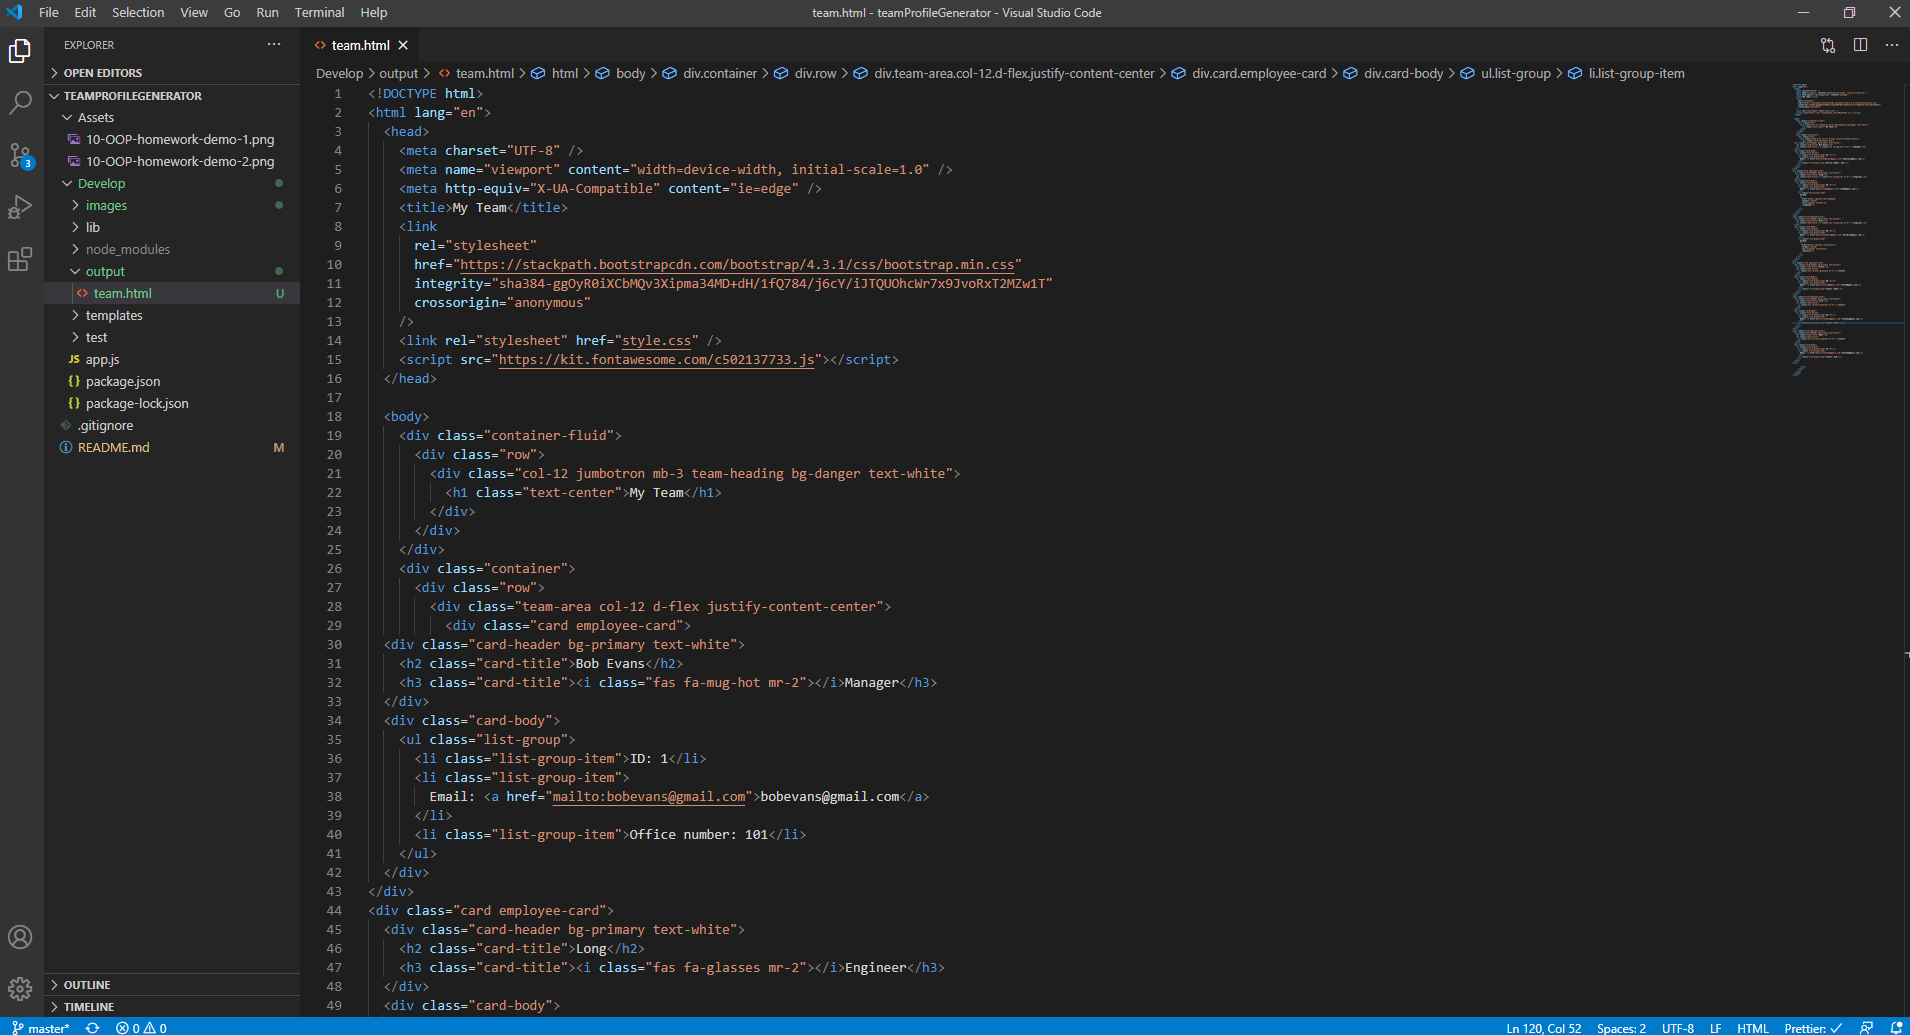 File Edit Selection View Go Run Terminal Help
team.html - teamProfileGenerator - Visual Studio Code
EXPLORER
OPEN EDITORS
TEAMPROFILEGENERATOR
Assets
10-OOP-homework-demo-1.png
10-OOP-homework-demo-2.png
Develop
images
lib
node_modules
output
<> team.html U
templates
test
JS app.js
{} package.json
{} package-lock.json
.gitignore
README.md M
OUTLINE
TIMELINE
3
<> team.html
Develop > output > <> team.html > html > body > div.container > div.row > div.team-area.col-12.d-flex.justify-content-center > div.card.employee-card > div.card-body > ul.list-group > li.list-group-item
1 <!DOCTYPE html>
2 <html lang="en">
3 <head>
4 <meta charset="UTF-8" />
5 <meta name="viewport" content="width=device-width, initial-scale=1.0" />
6 <meta http-equiv="X-UA-Compatible" content="ie=edge" />
7 <title>My Team</title>
8 <link
9 rel="stylesheet"
10 href="https://stackpath.bootstrapcdn.com/bootstrap/4.3.1/css/bootstrap.min.css"
11 integrity="sha384-ggOyR0iXCbMQv3Xipma34MD+dH/1fQ784/j6cY/iJTQUOhcWr7x9JvoRxT2MZw1T"
12 crossorigin="anonymous"
13 />
14 <link rel="stylesheet" href="style.css" />
15 <script src="https://kit.fontawesome.com/c502137733.js"></script>
16 </head>
17
18 <body>
19 <div class="container-fluid">
20 <div class="row">
21 <div class="col-12 jumbotron mb-3 team-heading bg-danger text-white">
22 <h1 class="text-center">My Team</h1>
23 </div>
24 </div>
25 </div>
26 <div class="container">
27 <div class="row">
28 <div class="team-area col-12 d-flex justify-content-center">
29 <div class="card employee-card">
30 <div class="card-header bg-primary text-white">
31 <h2 class="card-title">Bob Evans</h2>
32 <h3 class="card-title"><i class="fas fa-mug-hot mr-2"></i>Manager</h3>
33 </div>
34 <div class="card-body">
35 <ul class="list-group">
36 <li class="list-group-item">ID: 1</li>
37 <li class="list-group-item">
38 Email: <a href="mailto:bobevans@gmail.com">bobevans@gmail.com</a>
39 </li>
40 <li class="list-group-item">Office number: 101</li>
41 </ul>
42 </div>
43 </div>
44 <div class="card employee-card">
45 <div class="card-header bg-primary text-white">
46 <h2 class="card-title">Long</h2>
47 <h3 class="card-title"><i class="fas fa-glasses mr-2"></i>Engineer</h3>
48 </div>
49 <div class="card-body">
master* 0 0
Ln 120, Col 52 Spaces: 2 UTF-8 LF HTML Prettier: ✓